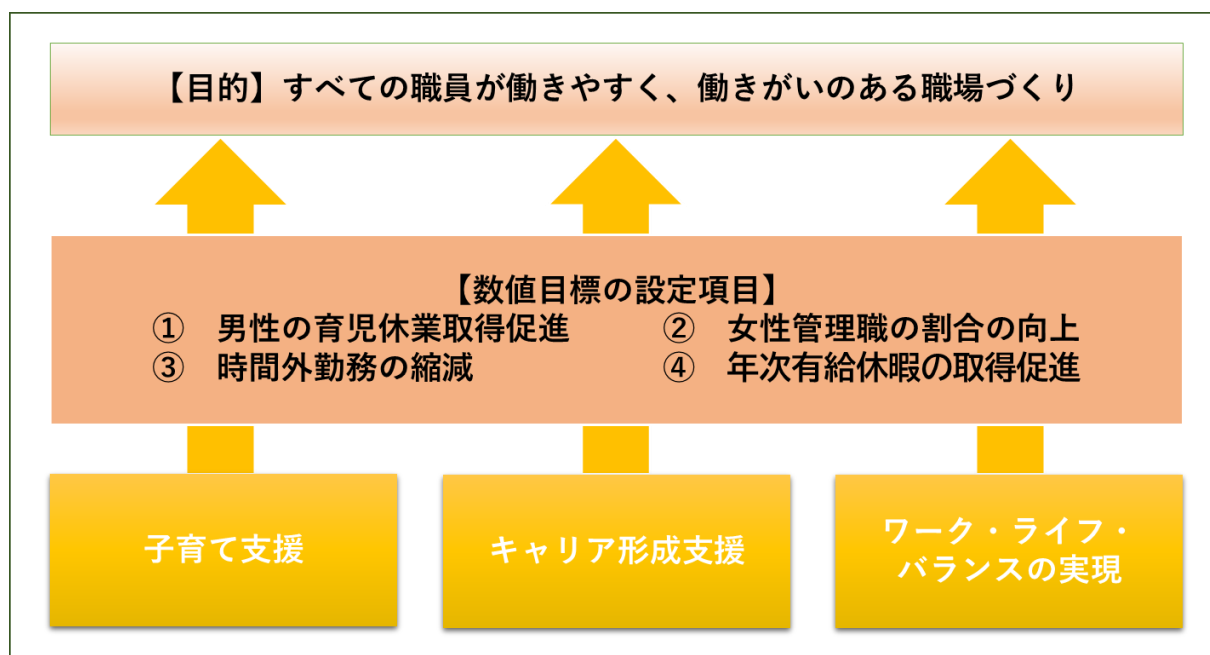 【目的】すべての職員が働きやすく、働きがいのある職場づくり
【数値目標の設定項目】
① 男性の育児休業取得促進 ② 女性管理職の割合の向上
③ 時間外勤務の縮減 ④ 年次有給休暇の取得促進
子育て支援
キャリア形成支援
ワーク・ライフ・
バランスの実現